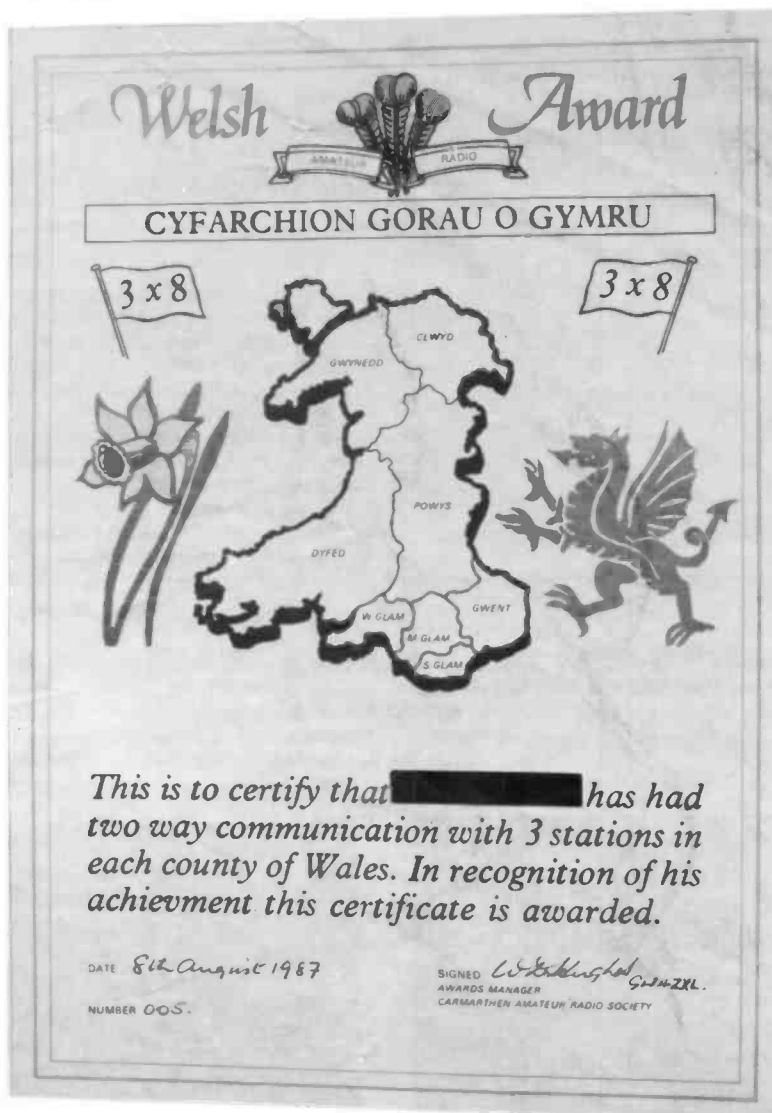 Welsh Award
AMATEUR RADIO
CYFARCHION GORAU O GYMRU
3 x 8
3 x 8
CLWYD
GWYNEDD
POWYS
DYFED
GWENT
W GLAM
M GLAM
S GLAM
This is to certify that has had
two way communication with 3 stations in
each county of Wales. In recognition of his
achievment this certificate is awarded.
DATE 8th August 1987
SIGNED
AWARDS MANAGER
CARMARTHEN AMATEUR RADIO SOCIETY
NUMBER 005.